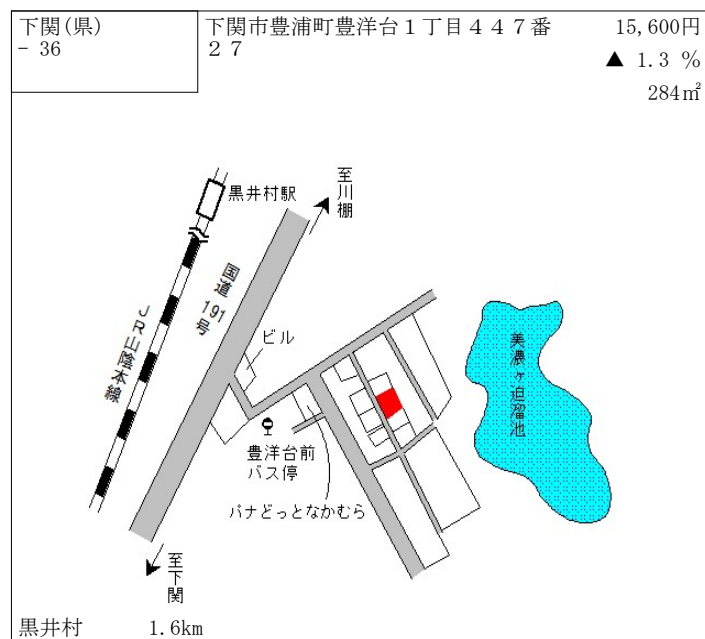 下関(県)
- 36
下関市豊浦町豊洋台１丁目４４７番
２７
15,600円
▲ 1.3 %
284㎡
黒井村駅
至川棚
国道191号
JR山陰本線
ビル
美濃ヶ迫溜池
豊洋台前
バス停
パナどっとなかむら
至下関
黒井村 1.6km